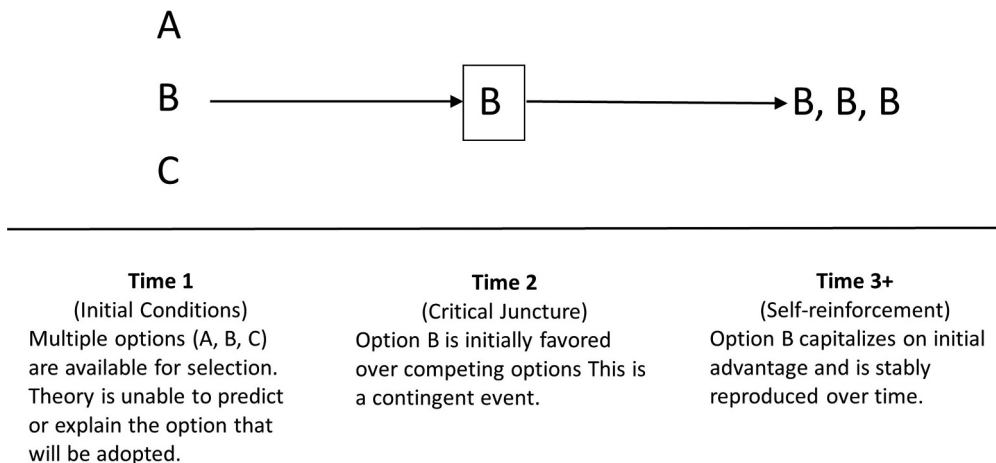 A
B
B
B, B, B
C
Time 1
(Initial Conditions)
Multiple options (A, B, C)
are available for selection.
Theory is unable to predict
or explain the option that
will be adopted.
Time 2
(Critical Juncture)
Option B is initially favored
over competing options This is
a contingent event.
Time 3+
(Self-reinforcement)
Option B capitalizes on initial
advantage and is stably
reproduced over time.